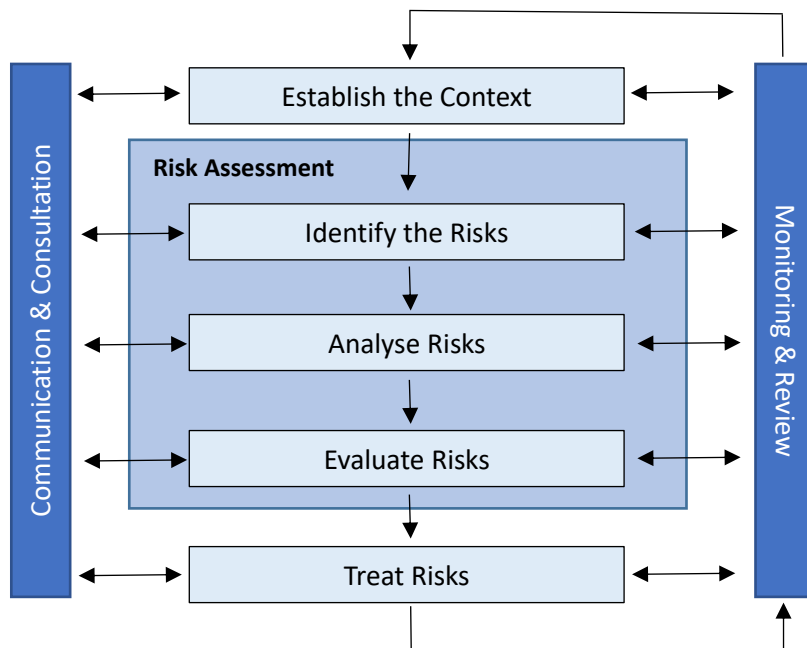 Establish the Context
Risk Assessment
Identify the Risks
Analyse Risks
Evaluate Risks
Treat Risks
Communication & Consultation
Monitoring & Review